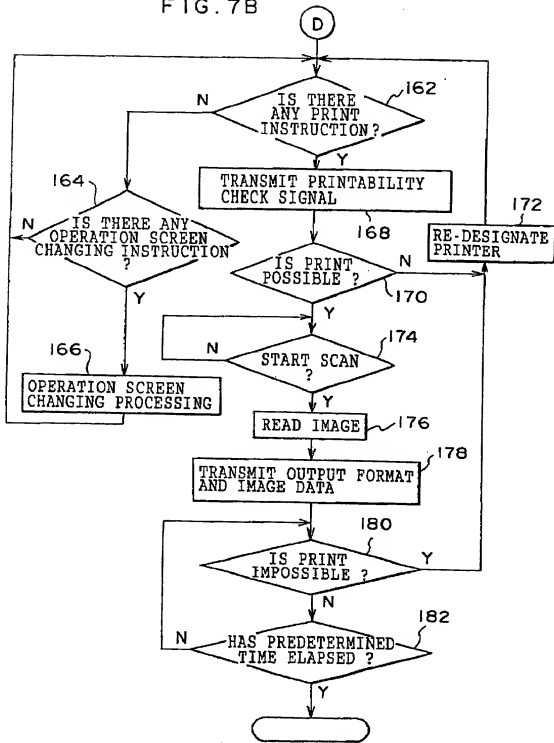 FIG. 7B
D
162
IS THERE
ANY PRINT
INSTRUCTION?
N
Y
164
TRANSMIT PRINTABILITY
CHECK SIGNAL
168
172
N
IS THERE ANY
OPERATION SCREEN
CHANGING INSTRUCTION
?
Y
RE-DESIGNATE
PRINTER
IS PRINT
POSSIBLE ?
N
170
Y
174
166
N
START SCAN
?
Y
OPERATION SCREEN
CHANGING PROCESSING
READ IMAGE
176
178
TRANSMIT OUTPUT FORMAT
AND IMAGE DATA
180
IS PRINT
IMPOSSIBLE ?
Y
N
182
N
HAS PREDETERMINED
TIME ELAPSED ?
Y